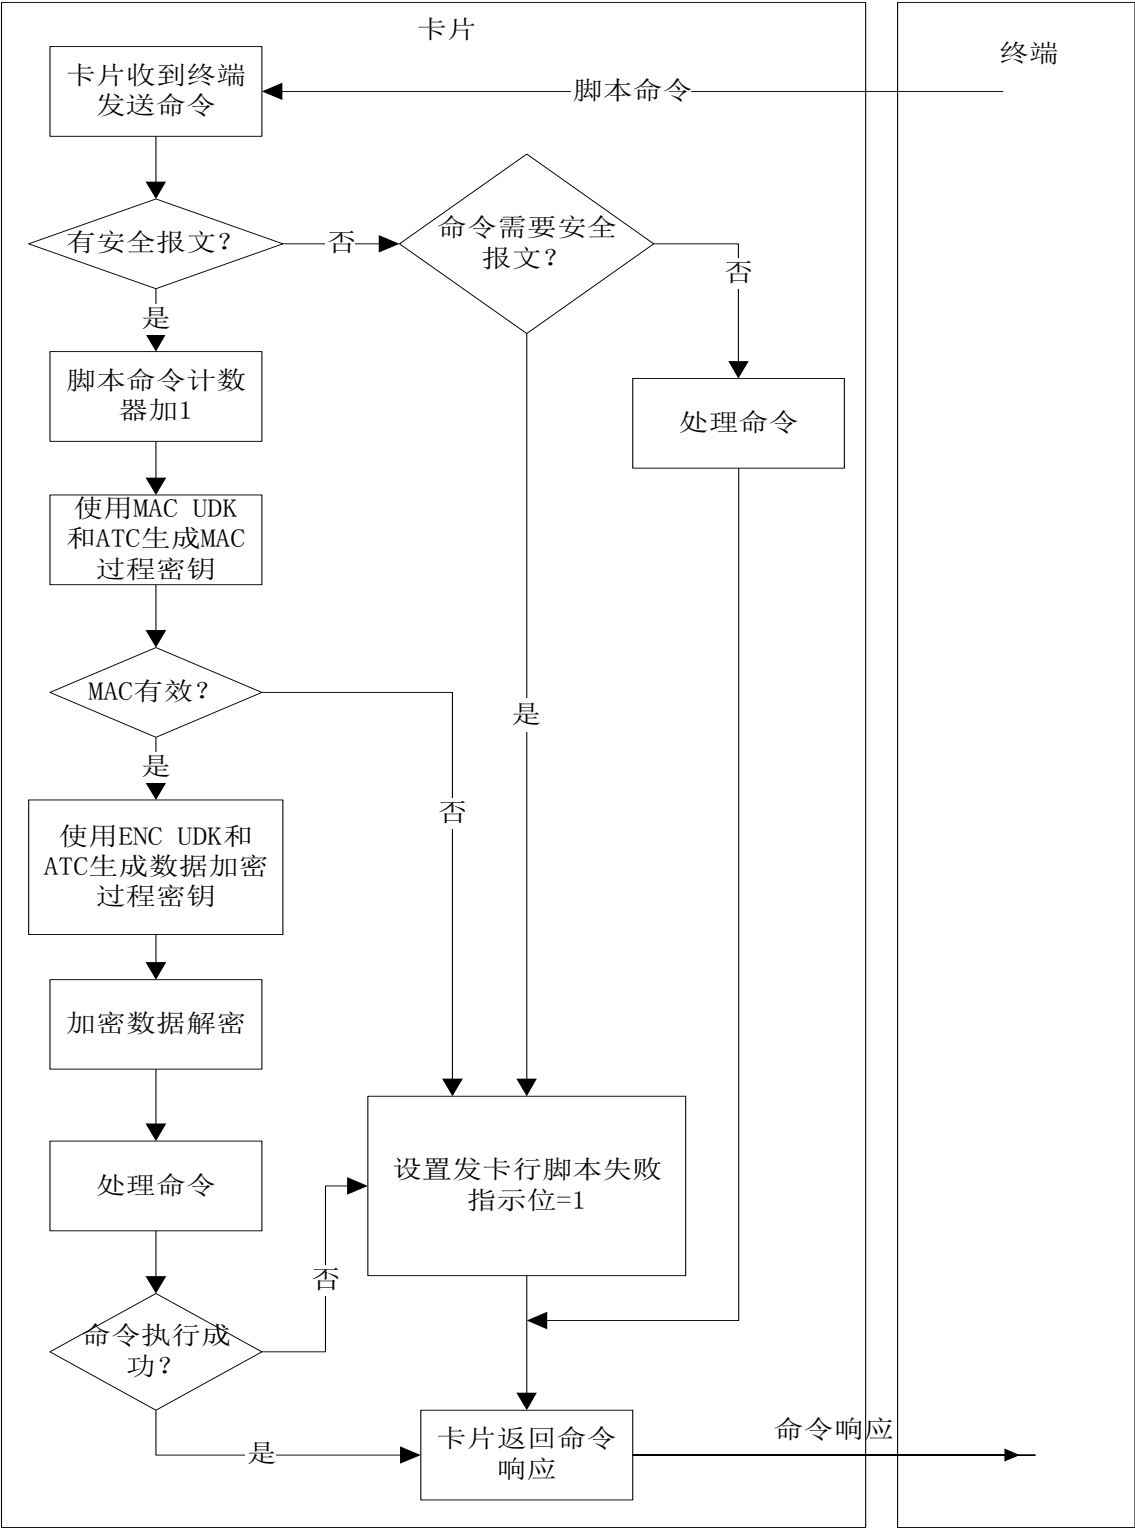 卡片
终端
卡片收到终端
发送命令
脚本命令
有安全报文?
否
命令需要安全
报文?
否
是
脚本命令计数
器加1
处理命令
使用MAC UDK
和ATC生成MAC
过程密钥
MAC有效?
是
是
否
使用ENC UDK和
ATC生成数据加密
过程密钥
加密数据解密
处理命令
设置发卡行脚本失败
指示位=1
否
命令执行成
功?
是
卡片返回命令
响应
命令响应